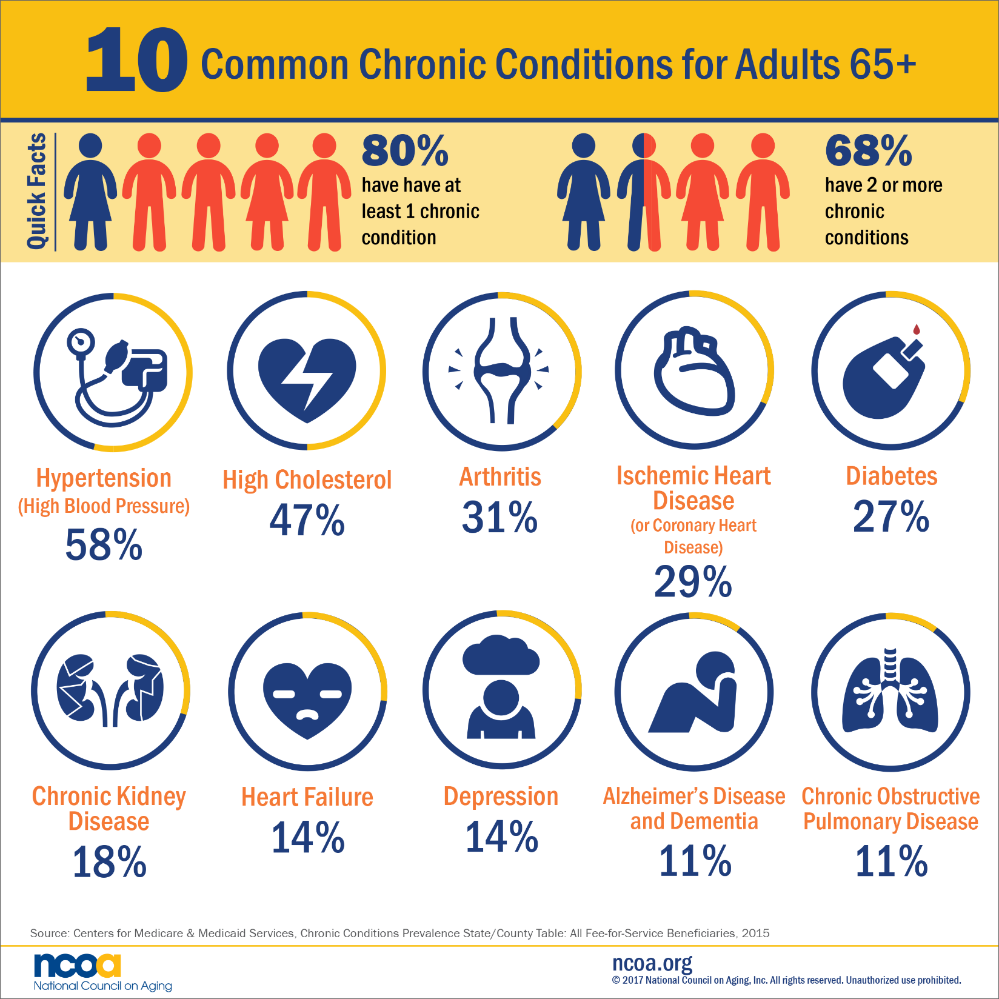 10 Common Chronic Conditions for Adults 65+
Quick Facts
80%
have have at
least 1 chronic
condition
68%
have 2 or more
chronic
conditions
Hypertension
(High Blood Pressure)
58%
High Cholesterol
47%
Arthritis
31%
Ischemic Heart
Disease
(or Coronary Heart
Disease)
29%
Diabetes
27%
Chronic Kidney
Disease
18%
Heart Failure
14%
Depression
14%
Alzheimer's Disease
and Dementia
11%
Chronic Obstructive
Pulmonary Disease
11%
Source: Centers for Medicare & Medicaid Services, Chronic Conditions Prevalence State/County Table: All Fee-for-Service Beneficiaries, 2015
ncoa
National Council on Aging
ncoa.org
© 2017 National Council on Aging, Inc. All rights reserved. Unauthorized use prohibited.